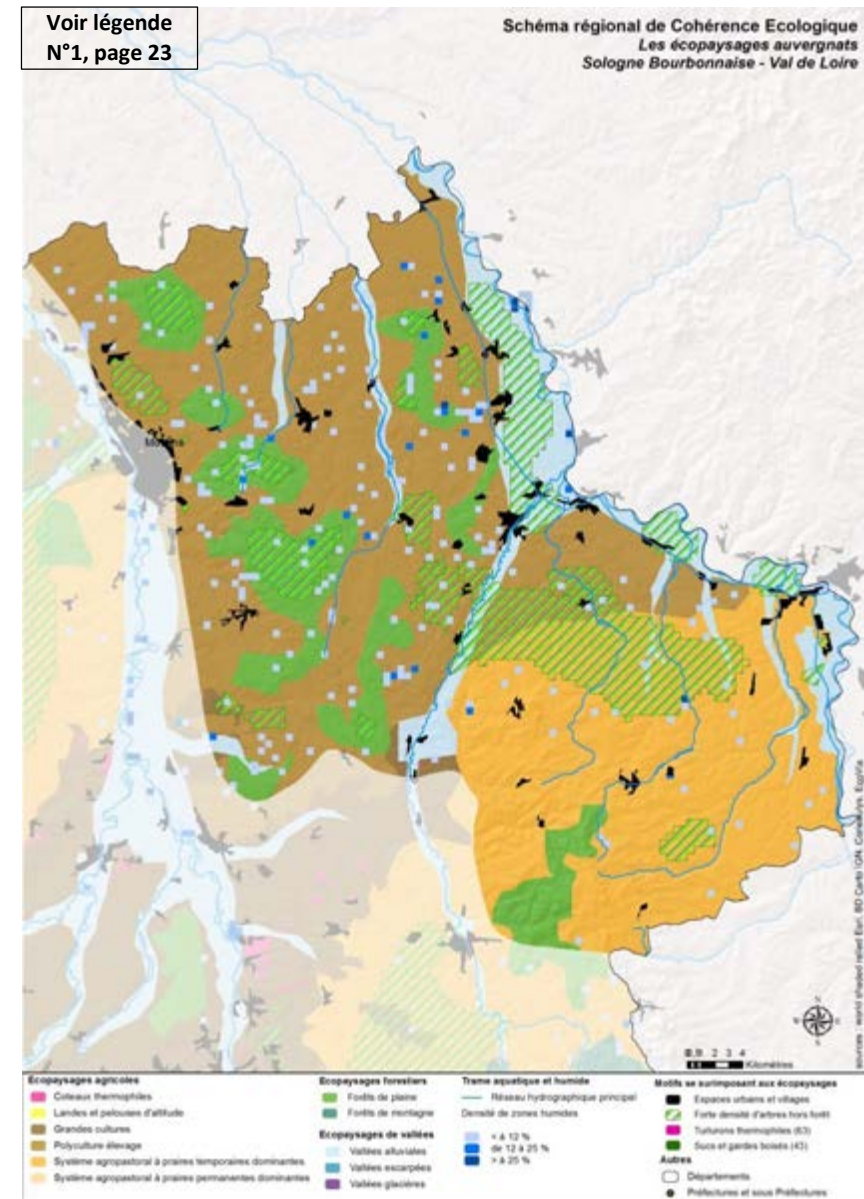 Voir légende
N°1, page 23
Schéma régional de Cohérence Ecologique
Les écopaysages auvergnats
Sologne Bourbonnaise - Val de Loire
Kilomètres
Ecopaysages agricoles
Coteaux thermophiles
Landes et pelouses d'altitude
Grandes cultures
Polyculture élevage
Système agropastoral à praires temporaires dominantes
Système agropastoral à praires permanentes dominantes
Ecopaysages forestiers
Forêts de plaine
Forêts de montagne
Ecopaysages de vallées
Vallées alluviales
Vallées escarpées
Vallées glacières
Trame aquatique et humide
Réseau hydrographique principal
Densité de zones humides
< à 12 %
de 12 à 25 %
> à 25 %
Motifs se surimposant aux écopaysages
Espaces urbains et villages
Forte densité d'arbres hors forêt
Turlurons thermophiles (63)
Sucs et gardes boisés (43)
Autres
Départements
Préfectures et sous Préfectures